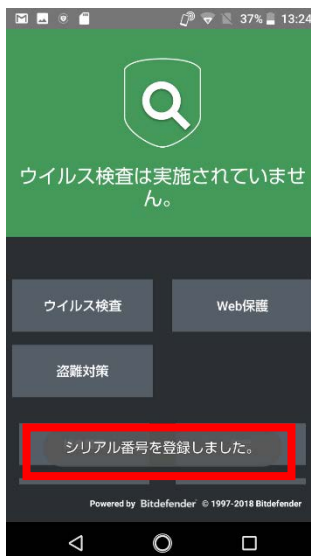 37% 13:24
ウイルス検査は実施されていませ
ん。
ウイルス検査 Web保護
盗難対策
シリアル番号を登録しました。
Powered by Bitdefender © 1997-2018 Bitdefender